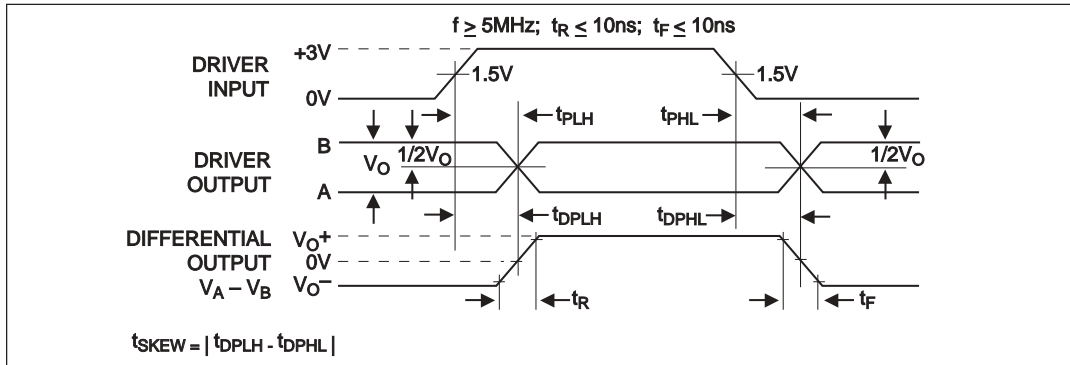 f ≥ 5MHz; tR ≤ 10ns; tF ≤ 10ns
+3V
DRIVER
INPUT
1.5V
1.5V
0V
tPLH
tPHL
B
DRIVER
OUTPUT
VO
1/2VO
1/2VO
A
tDPLH
tDPHL
DIFFERENTIAL
OUTPUT
VA – VB
VO+
0V
VO–
tR
tF
tSKEW = | tDPLH - tDPHL |